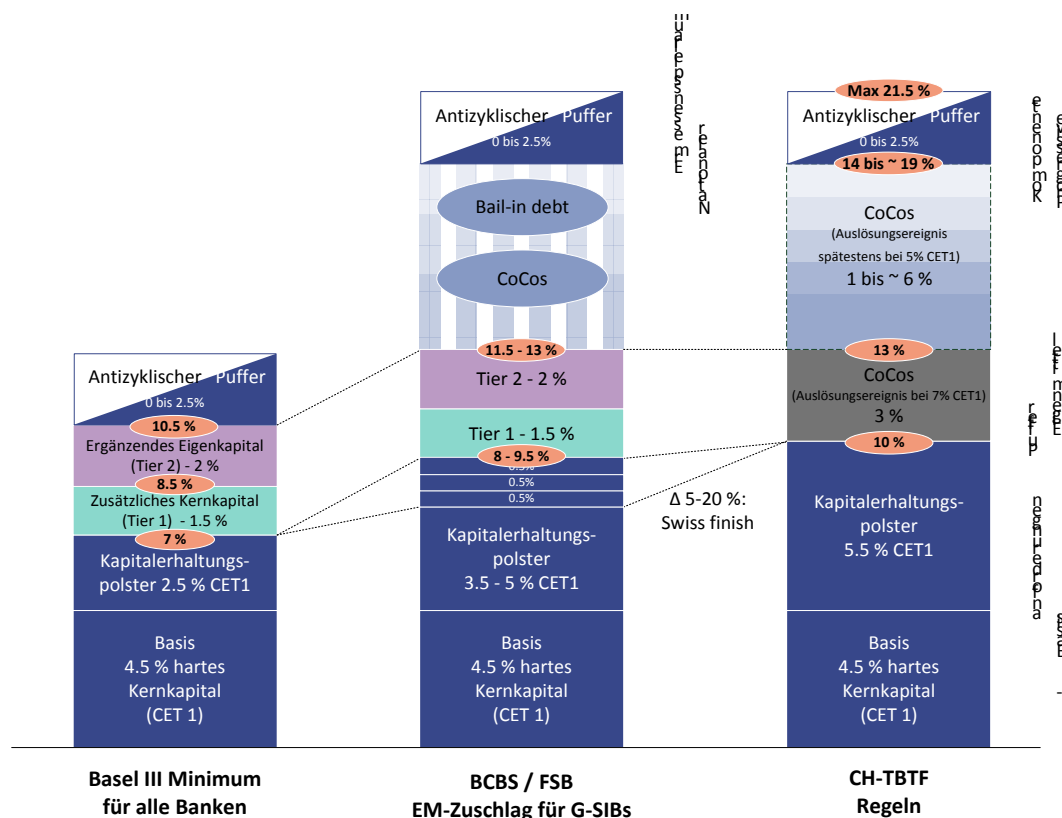 Antizyklischer Puffer
0 bis 2.5%
10.5 %
Ergänzendes Eigenkapital
(Tier 2) - 2 %
8.5 %
Zusätzliches Kernkapital
(Tier 1) - 1.5 %
7 %
Kapitalerhaltungs-
polster 2.5 % CET1
Basis
4.5 % hartes
Kernkapital
(CET 1)
Basel III Minimum
für alle Banken
Antizyklischer Puffer
0 bis 2.5%
Bail-in debt
CoCos
11.5 - 13 %
Tier 2 - 2 %
Tier 1 - 1.5 %
8 - 9.5 %
0.5%
0.5%
0.5%
Kapitalerhaltungs-
polster
3.5 - 5 % CET1
Basis
4.5 % hartes
Kernkapital
(CET 1)
BCBS / FSB
EM-Zuschlag für G-SIBs
Δ 5-20 %:
Swiss finish
Max 21.5 %
Antizyklischer Puffer
0 bis 2.5%
14 bis ~ 19 %
CoCos
(Auslösungsereignis
spätestens bei 5% CET1)
1 bis ~ 6 %
13 %
CoCos
(Auslösungsereignis bei 7% CET1)
3 %
10 %
Kapitalerhaltungs-
polster
5.5 % CET1
Basis
4.5 % hartes
Kernkapital
(CET 1)
CH-TBTF
Regeln